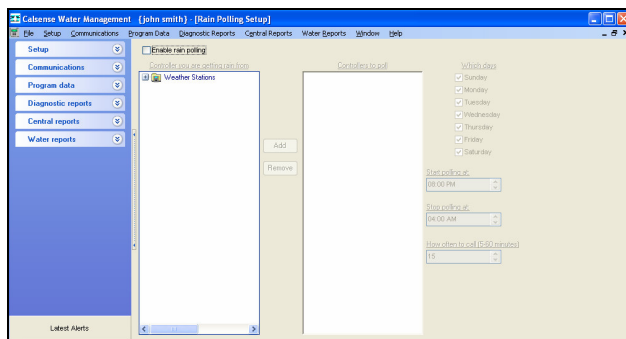 Calsense Water Management {john smith} - [Rain Polling Setup]
File Setup Communications Program Data Diagnostic Reports Central Reports Water Reports Window Help
Setup
Communications
Program data
Diagnostic reports
Central reports
Water reports
Latest Alerts
Enable rain polling
Controller you are getting rain from
Weather Stations
Add
Remove
Controllers to poll
Which days
Sunday
Monday
Tuesday
Wednesday
Thursday
Friday
Saturday
Start polling at:
08:00 PM
Stop polling at:
04:00 AM
How often to call (5-60 minutes)
15